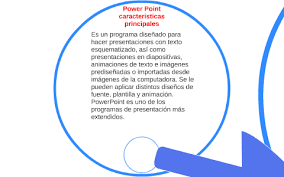 Power Point
caracteristicas
principales
Es un programa diseñado para
hacer presentaciones con texto
esquematizado, así como
presentaciones en diapositivas,
animaciones de texto e imágenes
prediseñadas o importadas desde
imágenes de la computadora. Se le
pueden aplicar distintos diseños de
fuente, plantilla y animación.
PowerPoint es uno de los
programas de presentación más
extendidos.